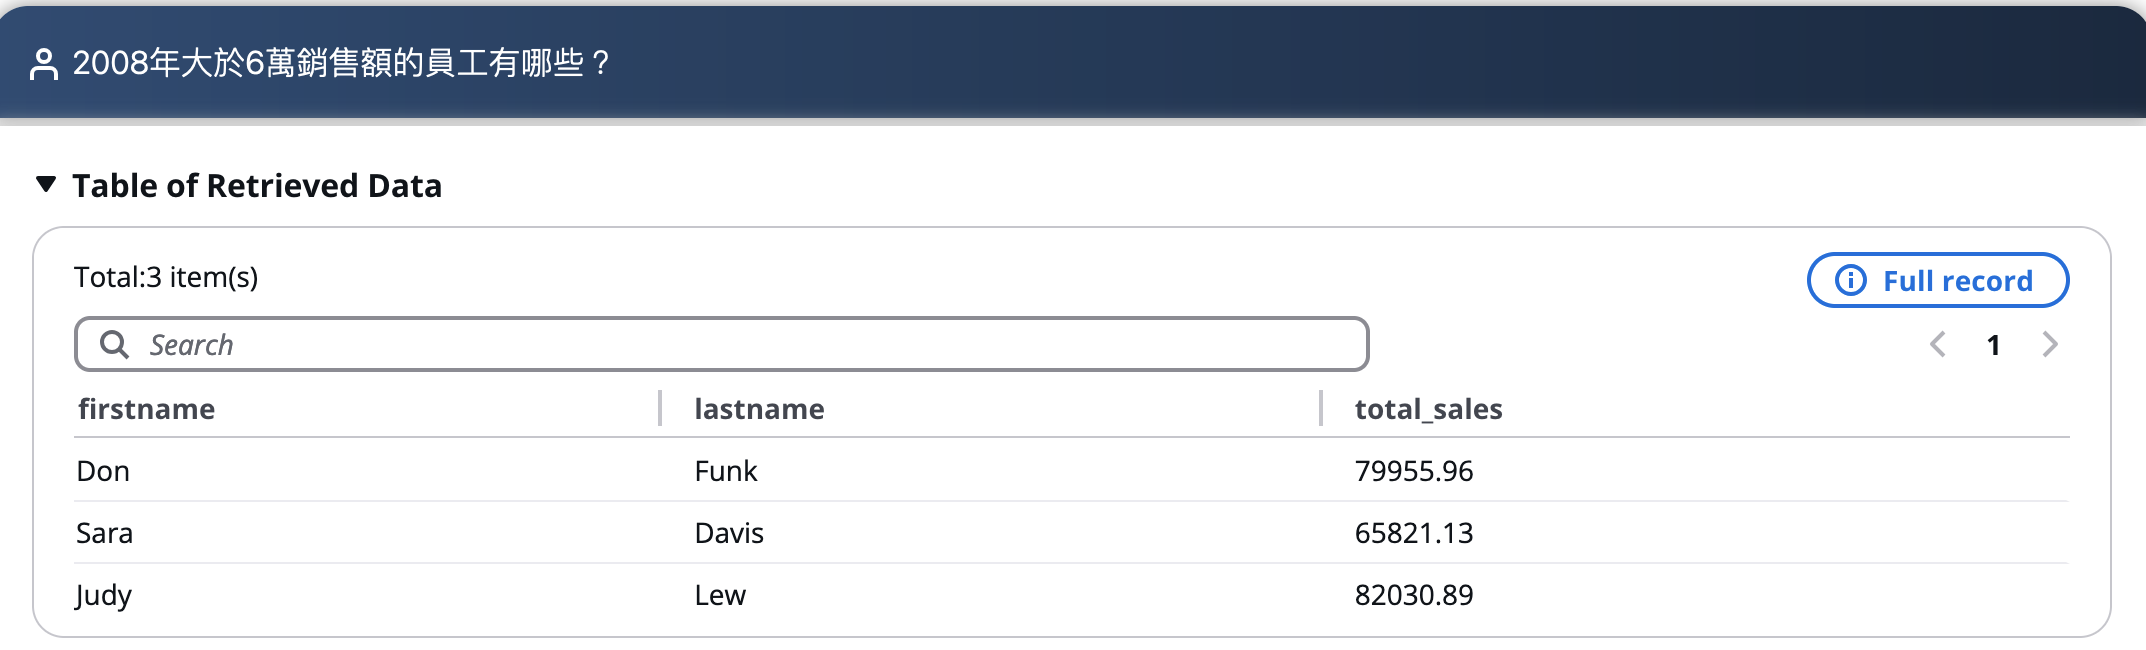 2008年大於6萬銷售額的員工有哪些？
Table of Retrieved Data
Total:3 item(s)
Full record
Search
1
firstname lastname total_sales
Don Funk 79955.96
Sara Davis 65821.13
Judy Lew 82030.89